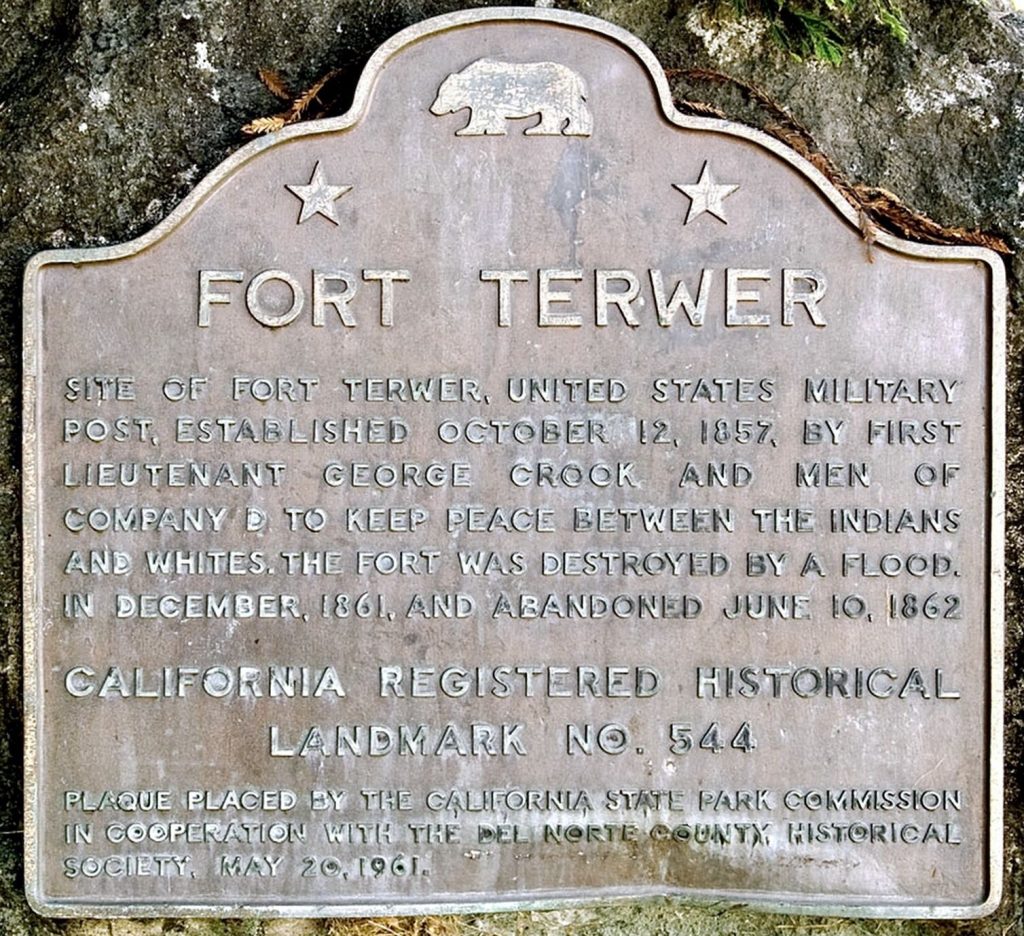 FORT TERWER
SITE OF FORT TERWER, UNITED STATES MILITARY
POST, ESTABLISHED OCTOBER 12, 1857, BY FIRST
LIEUTENANT GEORGE CROOK AND MEN OF
COMPANY D TO KEEP PEACE BETWEEN THE INDIANS
AND WHITES. THE FORT WAS DESTROYED BY A FLOOD.
IN DECEMBER, 1861, AND ABANDONED JUNE 10, 1862
CALIFORNIA REGISTERED HISTORICAL
LANDMARK NO. 544
PLAQUE PLACED BY THE CALIFORNIA STATE PARK COMMISSION
IN COOPERATION WITH THE DEL NORTE COUNTY HISTORICAL
SOCIETY, MAY 20, 1961.